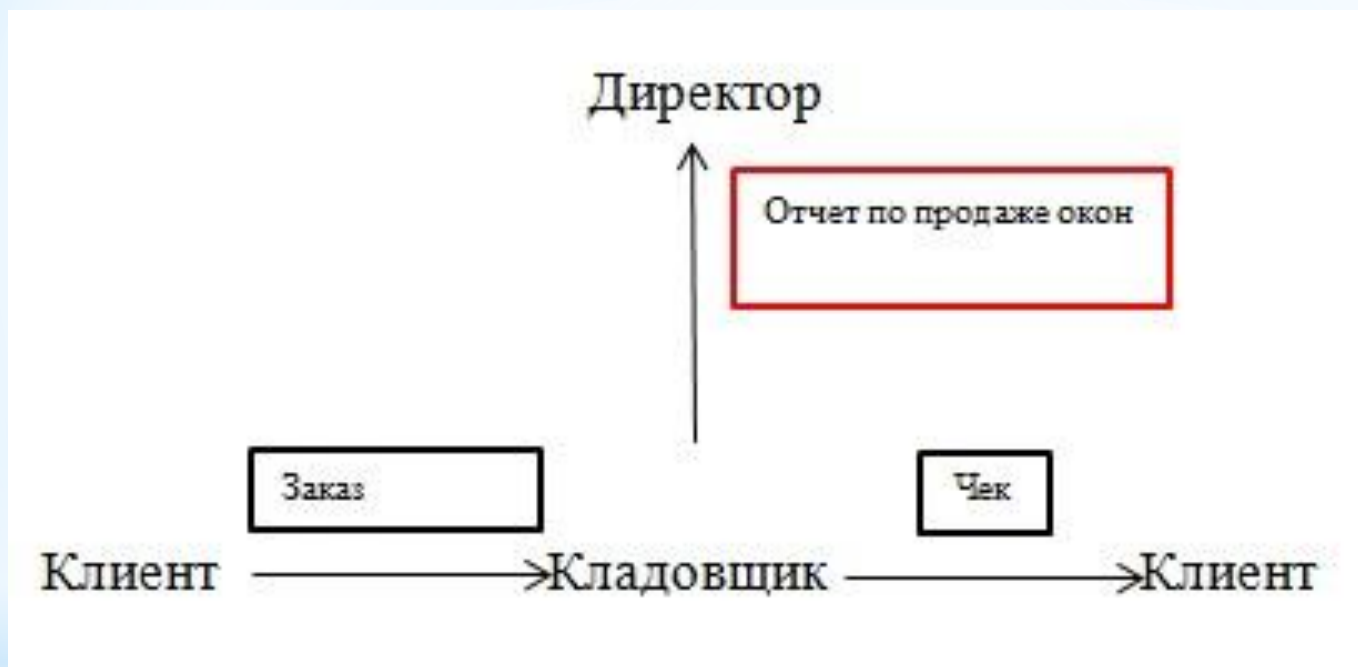 Директор
Отчет по продаже окон
Заказ
Чек
Клиент
Кладовщик
Клиент